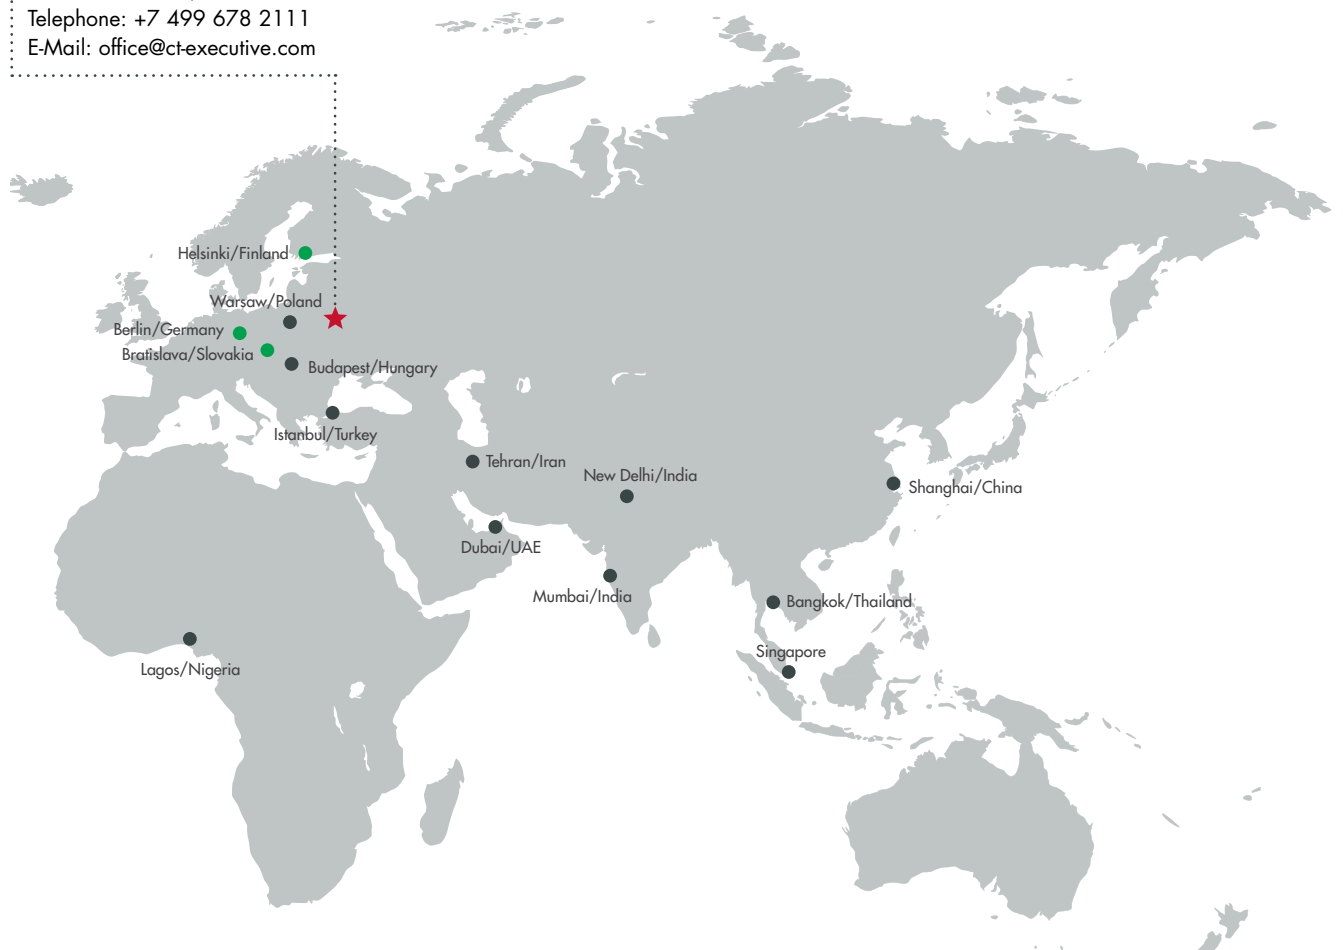 Telephone: +7 499 678 2111
E-Mail: office@ct-executive.com
Helsinki/Finland
Warsaw/Poland
Berlin/Germany
Bratislava/Slovakia
Budapest/Hungary
Istanbul/Turkey
Tehran/Iran
New Delhi/India
Shanghai/China
Dubai/UAE
Mumbai/India
Bangkok/Thailand
Singapore
Lagos/Nigeria